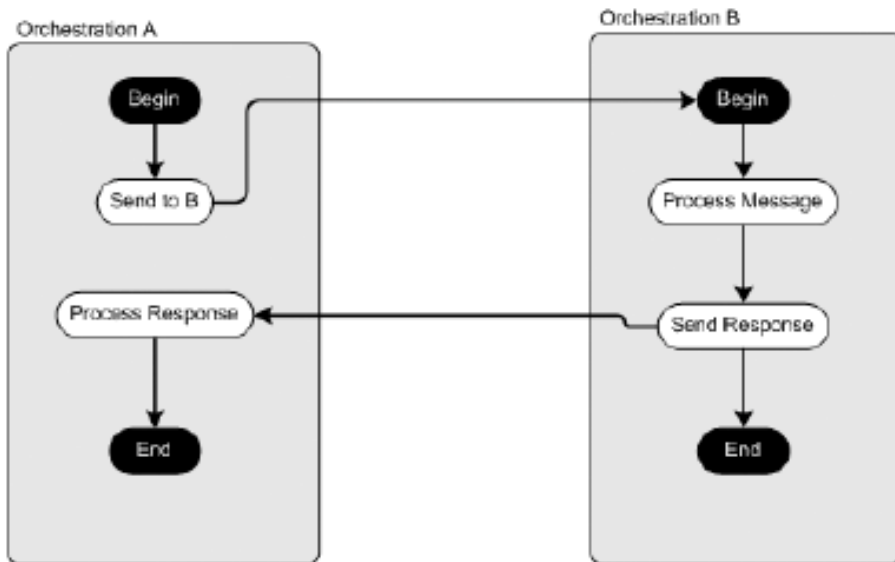 Orchestration A
Begin
Send to B
Process Response
End
Orchestration B
Begin
Process Message
Send Response
End